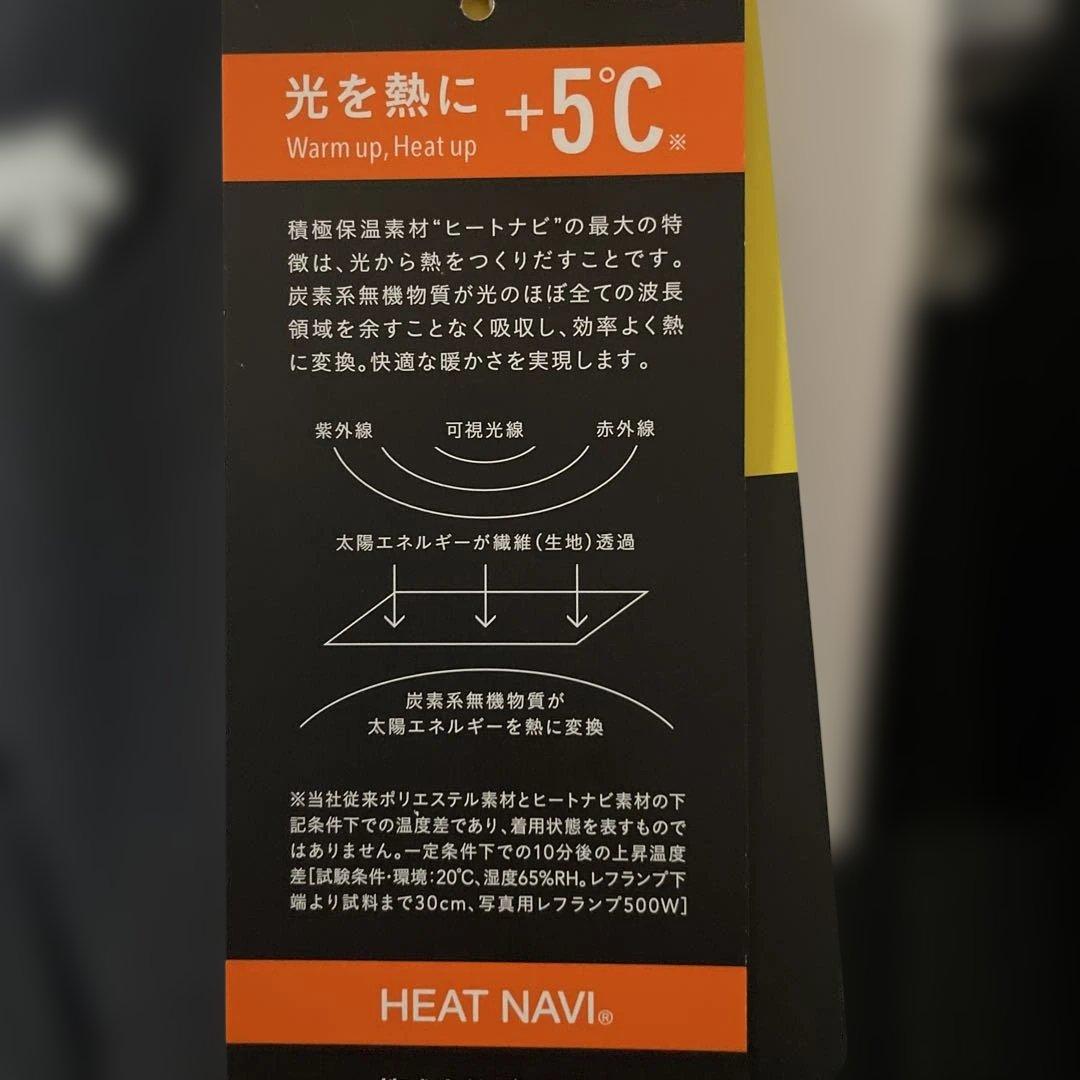 光を熱に +5℃※
Warm up, Heat up
積極保温素材“ヒートナビ”の最大の特
徴は、光から熱をつくりだすことです。
炭素系無機物質が光のほぼ全ての波長
領域を余すことなく吸収し、効率よく熱
に変換。快適な暖かさを実現します。
紫外線 可視光線 赤外線
太陽エネルギーが繊維(生地)透過
炭素系無機物質が
太陽エネルギーを熱に変換
※当社従来ポリエステル素材とヒートナビ素材の下
記条件下での温度差であり、着用状態を表すもので
はありません。一定条件下での10分後の上昇温度
差[試験条件・環境:20℃、湿度65%RH。レフランプ下
端より試料まで30cm、写真用レフランプ500W]
HEAT NAVI®